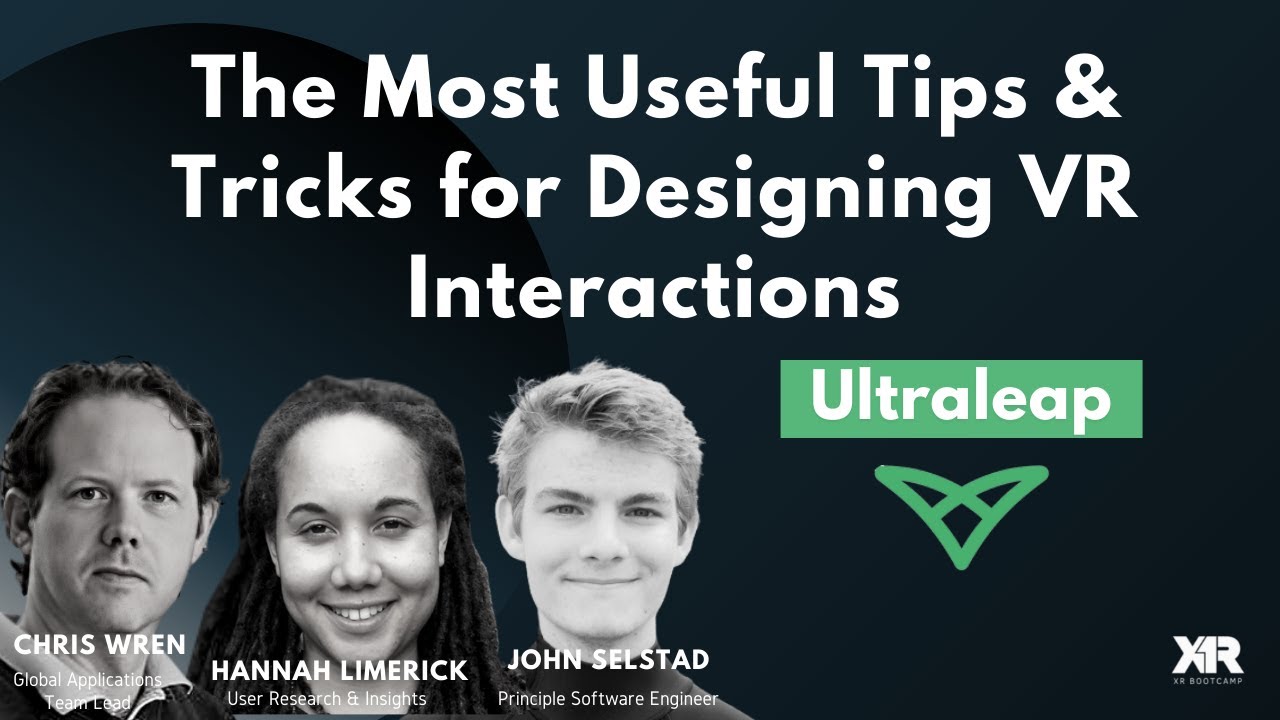 The Most Useful Tips &
Tricks for Designing VR
Interactions
Ultraleap
CHRIS WREN
Global Applications
Team Lead
HANNAH LIMERICK
User Research & Insights
JOHN SELSTAD
Principle Software Engineer
XR
XR BOOTCAMP